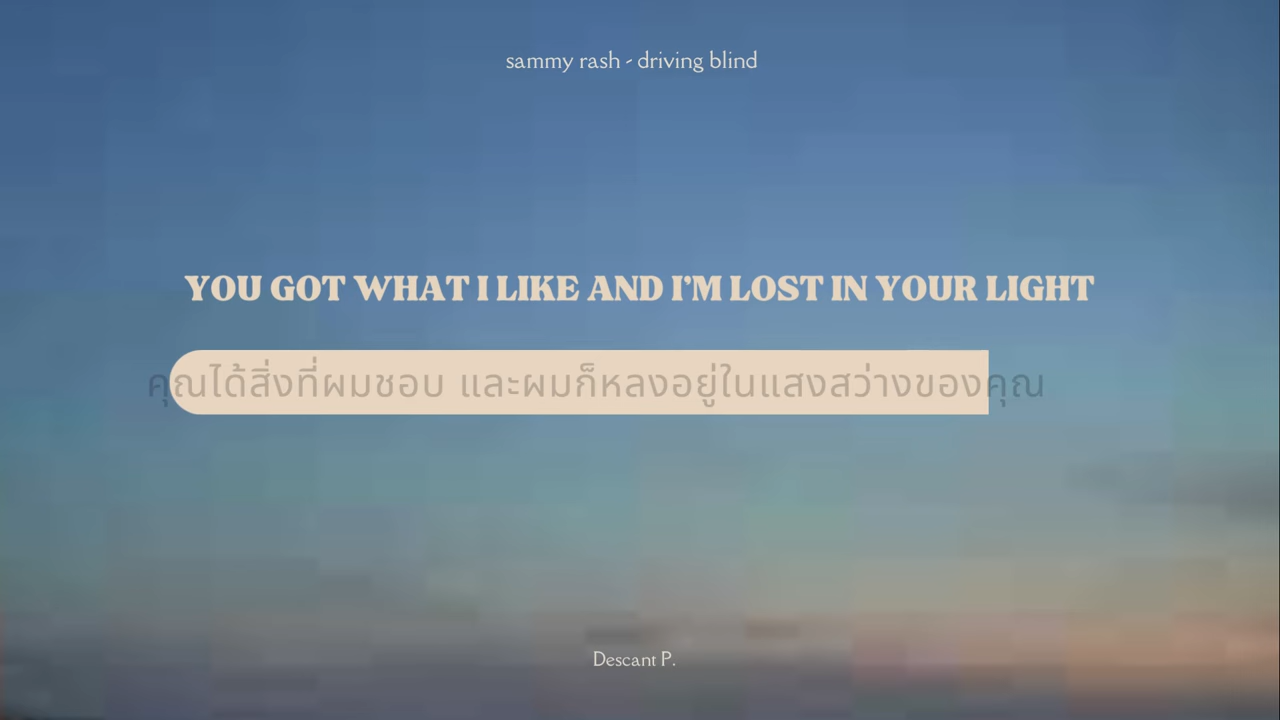 sammy rash - driving blind
YOU GOT WHAT I LIKE AND I'M LOST IN YOUR LIGHT
คุณได้สิ่งที่ผมชอบ และผมก็หลงอยู่ในแสงสว่างของคุณ
Descant P.